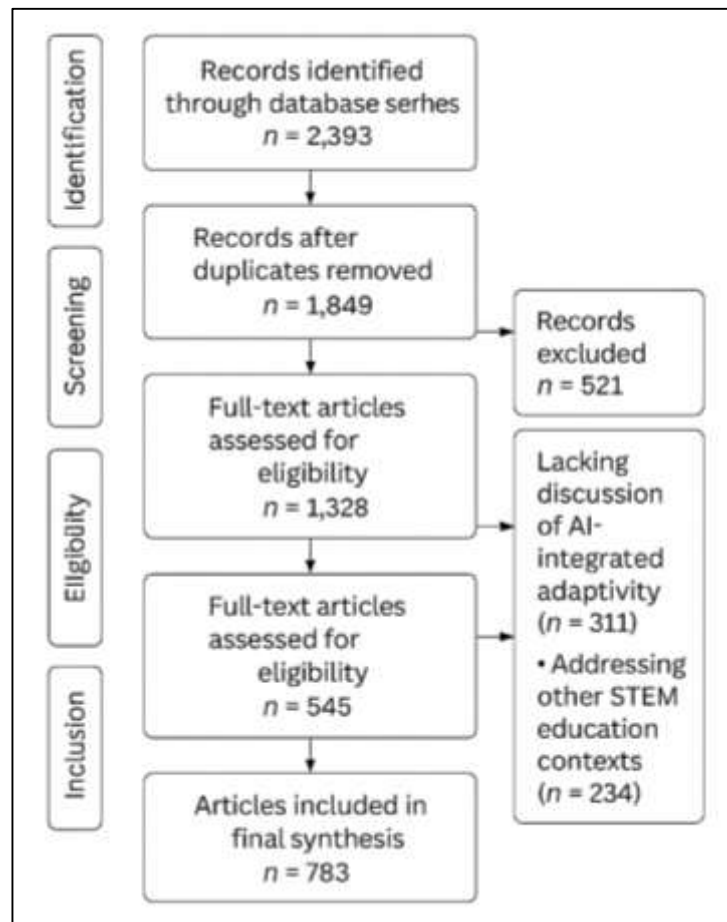 Identification
Records identified
through database serhes
n = 2,393
Records after
duplicates removed
n = 1,849
Screening
Records
excluded
n = 521
Full-text articles
assessed for
eligibility
n = 1,328
Eligibility
Lacking
discussion
of AI-
integrated
adaptivity
(n = 311)
• Addressing
other STEM
education
contexts
(n = 234)
Full-text articles
assessed for
eligibility
n = 545
Inclusion
Articles included in
final synthesis
n = 783